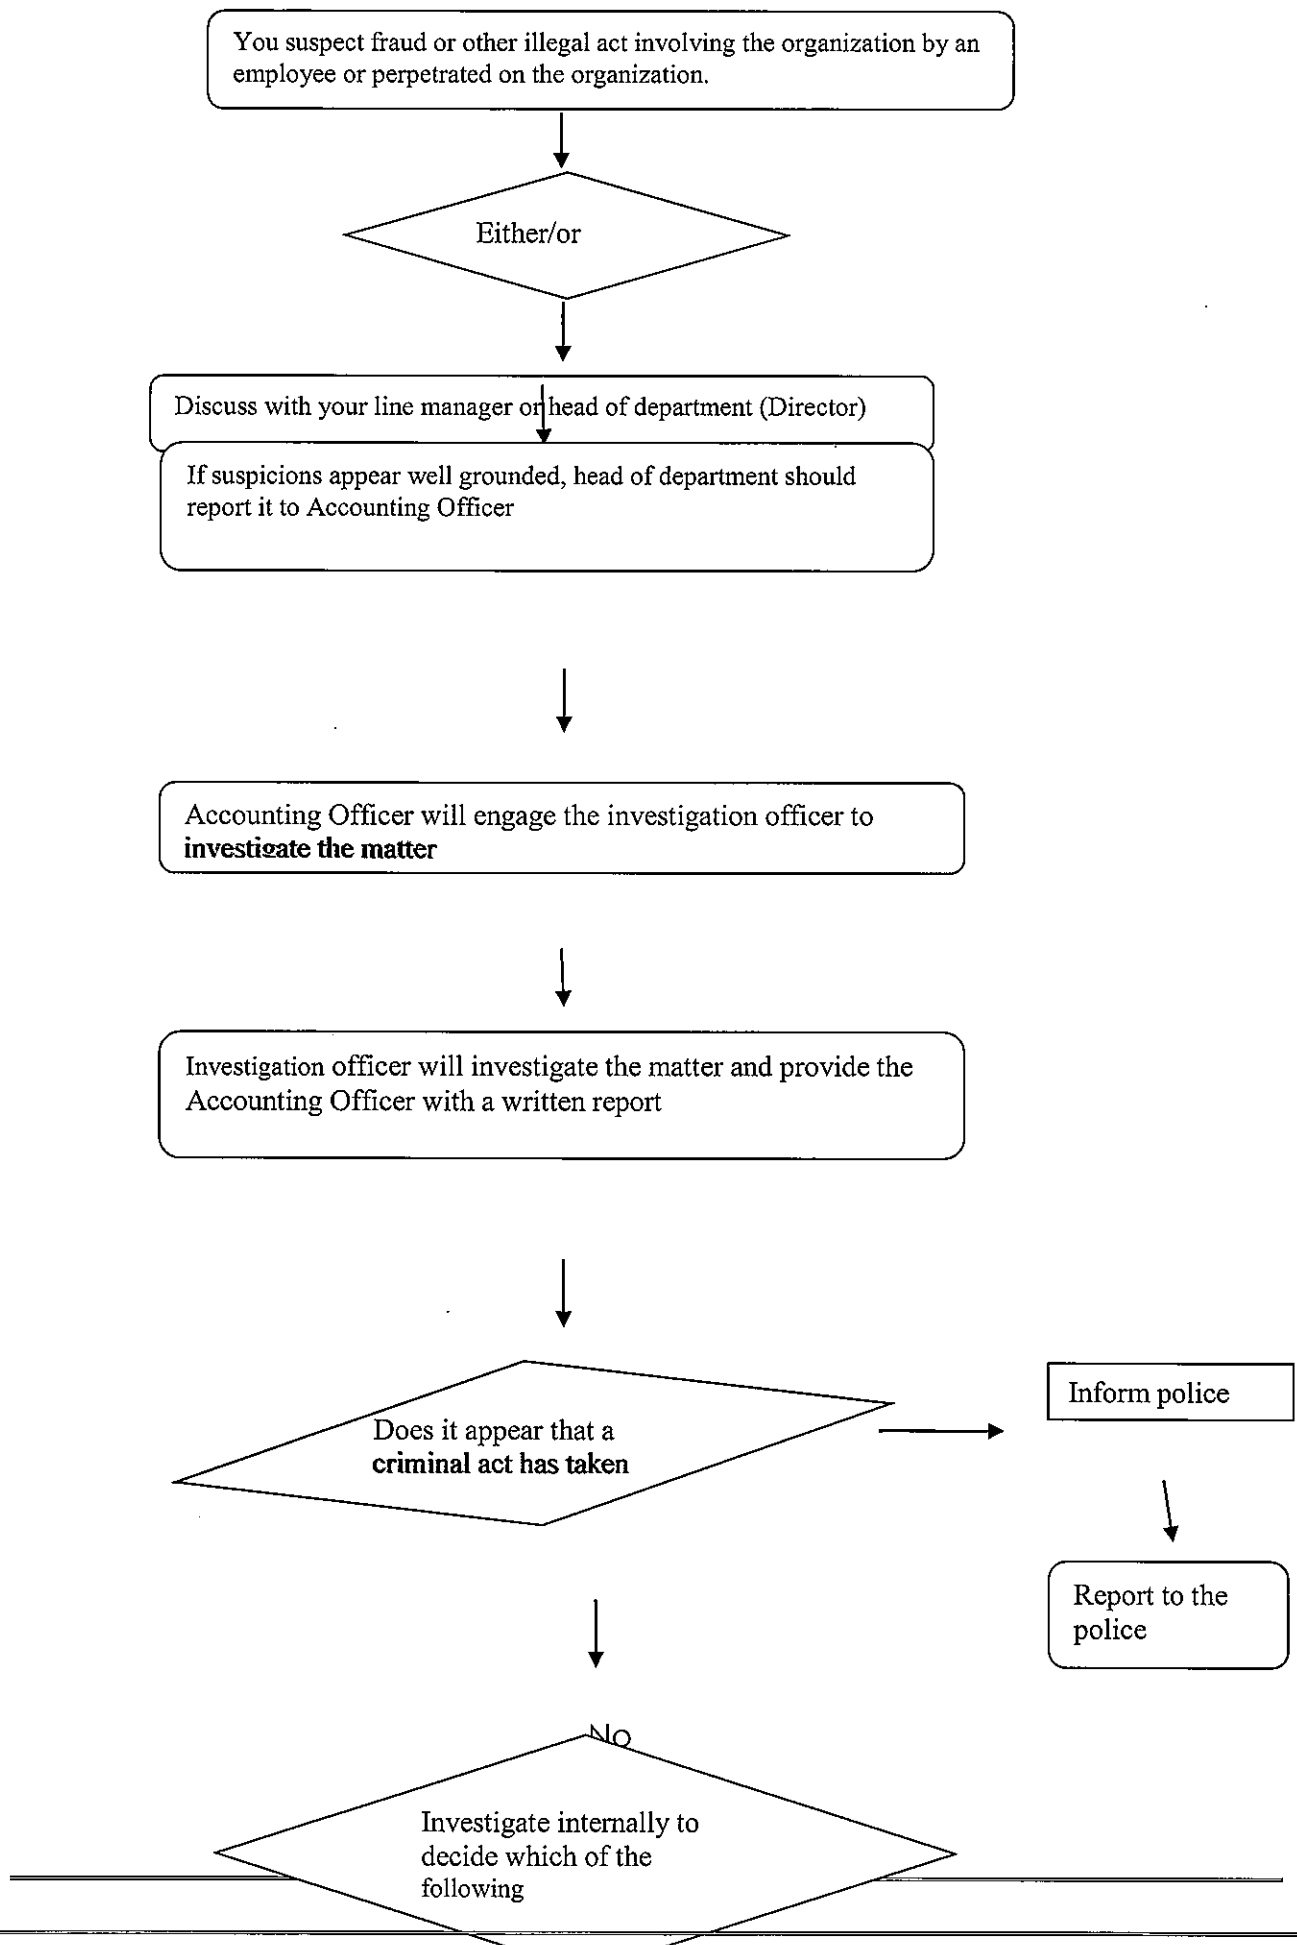 You suspect fraud or other illegal act involving the organization by an
employee or perpetrated on the organization.
Either/or
Discuss with your line manager or head of department (Director)
If suspicions appear well grounded, head of department should
report it to Accounting Officer
Accounting Officer will engage the investigation officer to
investigate the matter
Investigation officer will investigate the matter and provide the
Accounting Officer with a written report
Does it appear that a
criminal act has taken
Inform police
Report to the
police
No
Investigate internally to
decide which of the
following